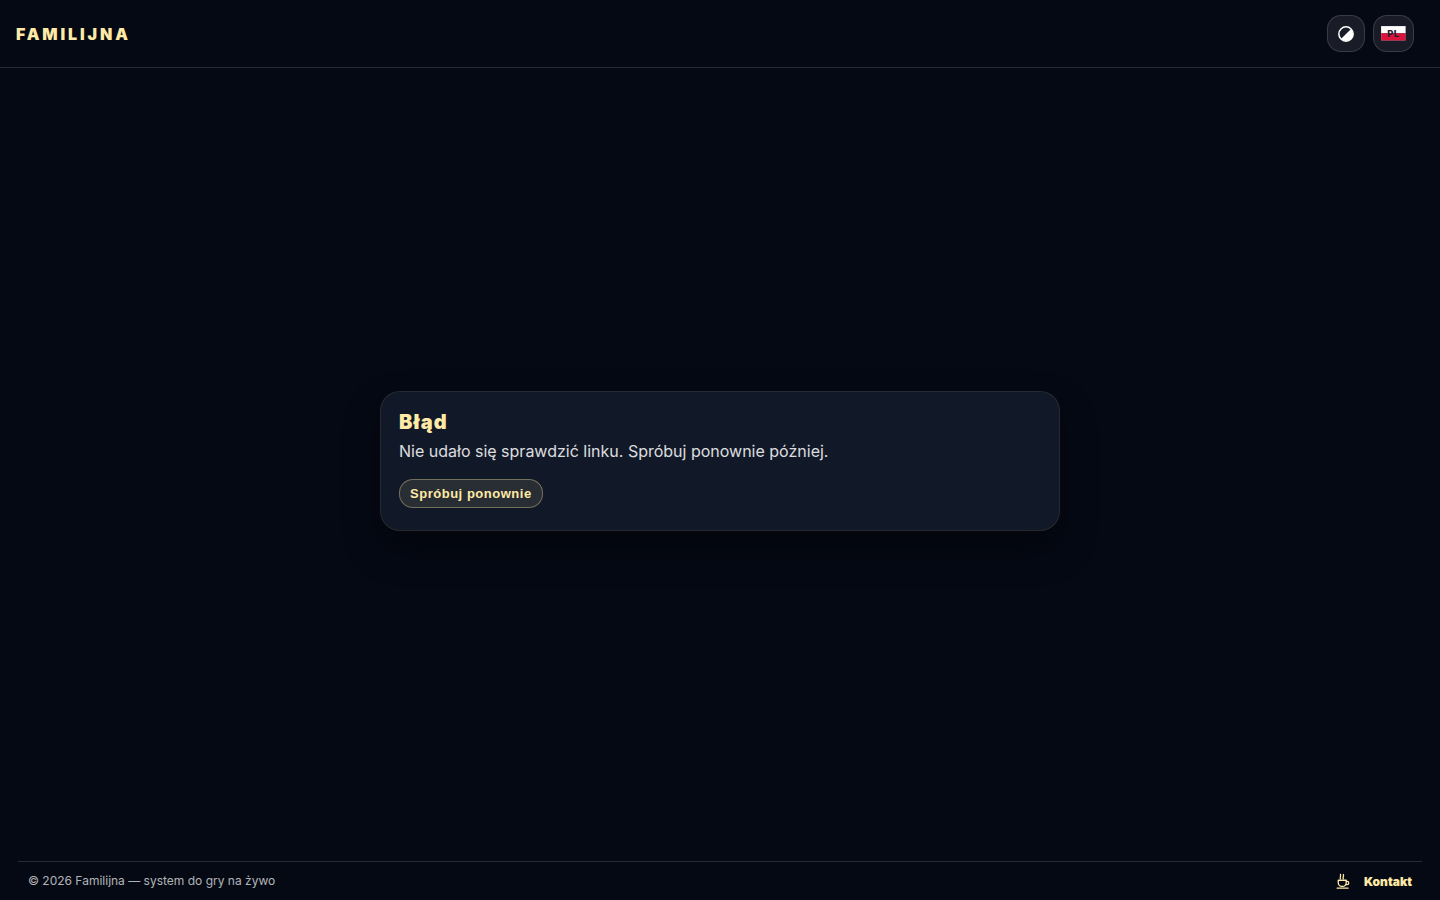 FAMILIJNA
PL
Błąd
Nie udało się sprawdzić linku. Spróbuj ponownie później.
Spróbuj ponownie
© 2026 Familijna — system do gry na żywo
Kontakt